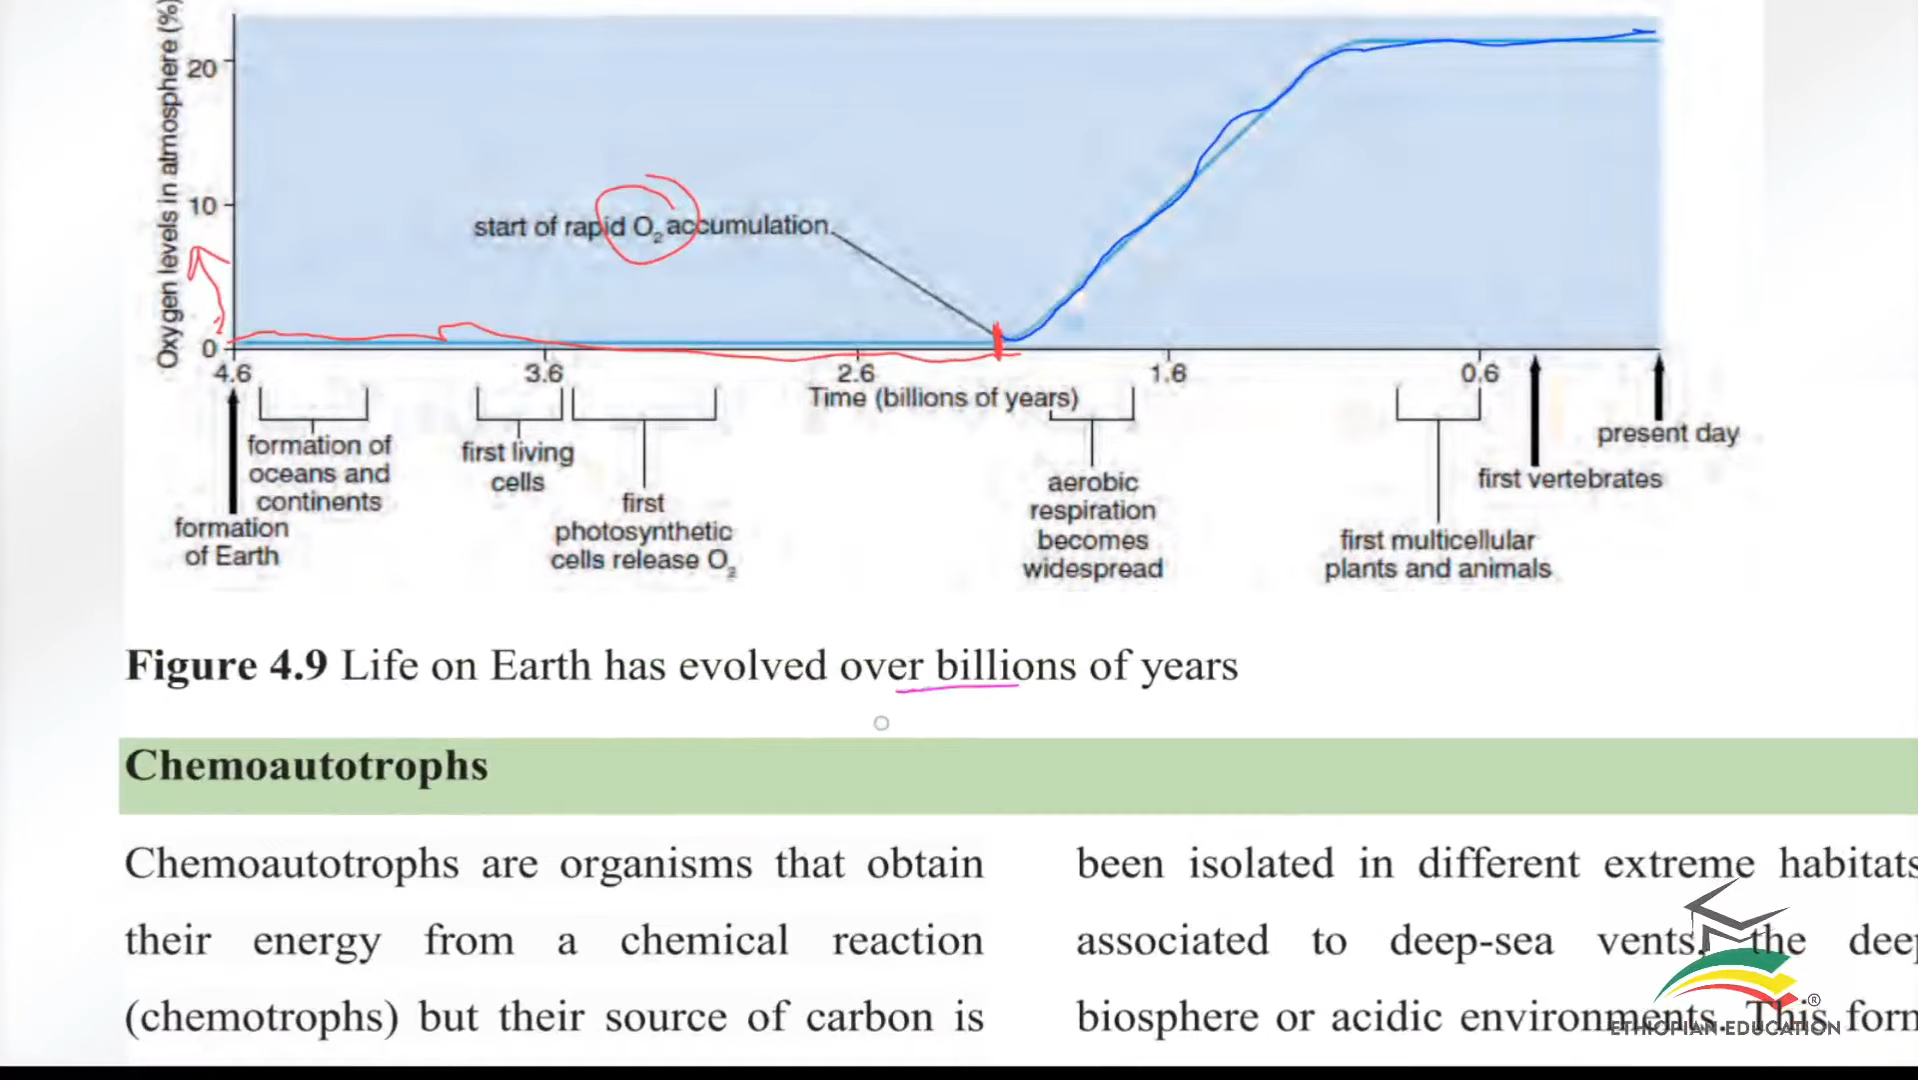 Oxygen levels in atmosphere (%)
20
10
0
start of rapid O₂ accumulation
4.6 3.6 2.6 1.6 0.6
Time (billions of years)
formation of Earth
formation of oceans and continents
first living cells
first photosynthetic cells release O₂
aerobic respiration becomes widespread
first multicellular plants and animals
first vertebrates
present day
Figure 4.9 Life on Earth has evolved over billions of years
Chemoautotrophs
Chemoautotrophs are organisms that obtain
their energy from a chemical reaction
(chemotrophs) but their source of carbon is
been isolated in different extreme habitats
associated to deep-sea vents, the deep
biosphere or acidic environments. This form
ETHIOPIAN EDUCATION
®